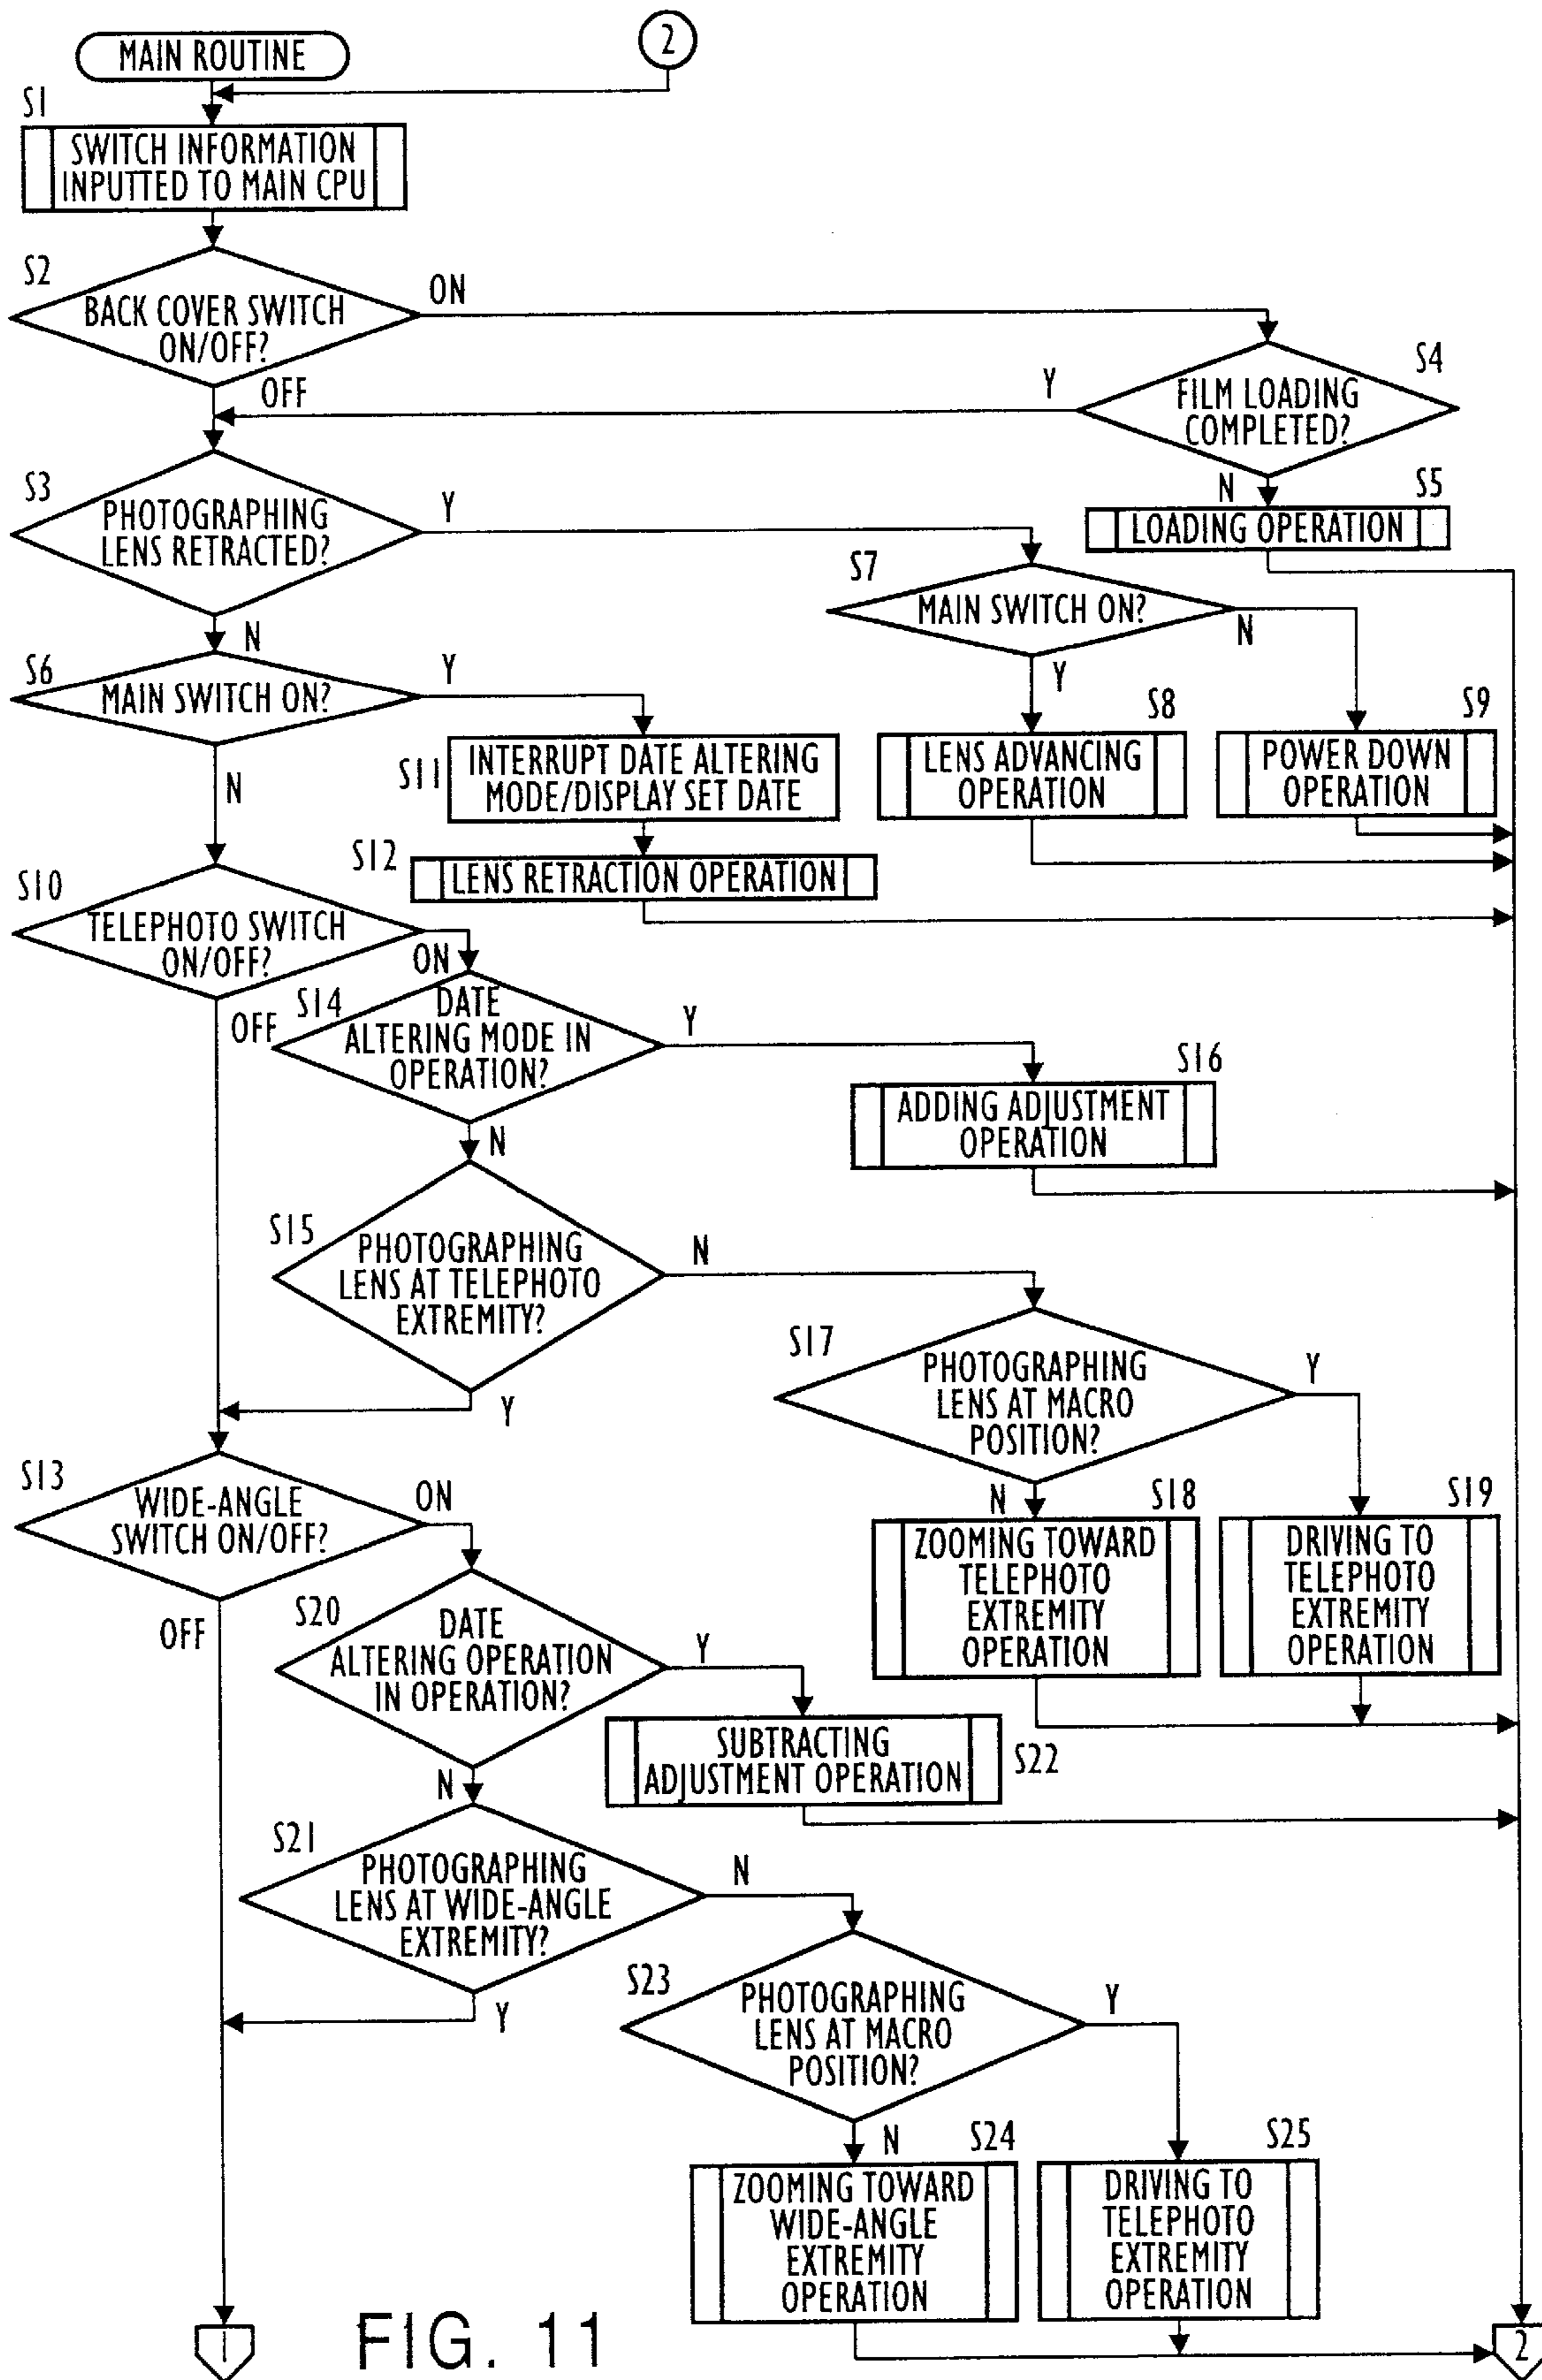 MAIN ROUTINE
2
S1
SWITCH INFORMATION
INPUTTED TO MAIN CPU
S2
BACK COVER SWITCH
ON/OFF?
ON
OFF
S4
FILM LOADING
COMPLETED?
Y
N
S5
LOADING OPERATION
S3
PHOTOGRAPHING
LENS RETRACTED?
Y
N
S7
MAIN SWITCH ON?
N
Y
S6
MAIN SWITCH ON?
Y
N
S8
LENS ADVANCING
OPERATION
S9
POWER DOWN
OPERATION
S11
INTERRUPT DATE ALTERING
MODE/DISPLAY SET DATE
S12
LENS RETRACTION OPERATION
S10
TELEPHOTO SWITCH
ON/OFF?
ON
OFF
S14
DATE
ALTERING MODE IN
OPERATION?
Y
N
S16
ADDING ADJUSTMENT
OPERATION
S15
PHOTOGRAPHING
LENS AT TELEPHOTO
EXTREMITY?
N
Y
S17
PHOTOGRAPHING
LENS AT MACRO
POSITION?
Y
N
S18
ZOOMING TOWARD
TELEPHOTO
EXTREMITY
OPERATION
S19
DRIVING TO
TELEPHOTO
EXTREMITY
OPERATION
S13
WIDE-ANGLE
SWITCH ON/OFF?
ON
OFF
S20
DATE
ALTERING OPERATION
IN OPERATION?
Y
N
SUBTRACTING
ADJUSTMENT OPERATION
S22
S21
PHOTOGRAPHING
LENS AT WIDE-ANGLE
EXTREMITY?
N
Y
S23
PHOTOGRAPHING
LENS AT MACRO
POSITION?
Y
N
S24
ZOOMING TOWARD
WIDE-ANGLE
EXTREMITY
OPERATION
S25
DRIVING TO
TELEPHOTO
EXTREMITY
OPERATION
1
FIG. 11
2